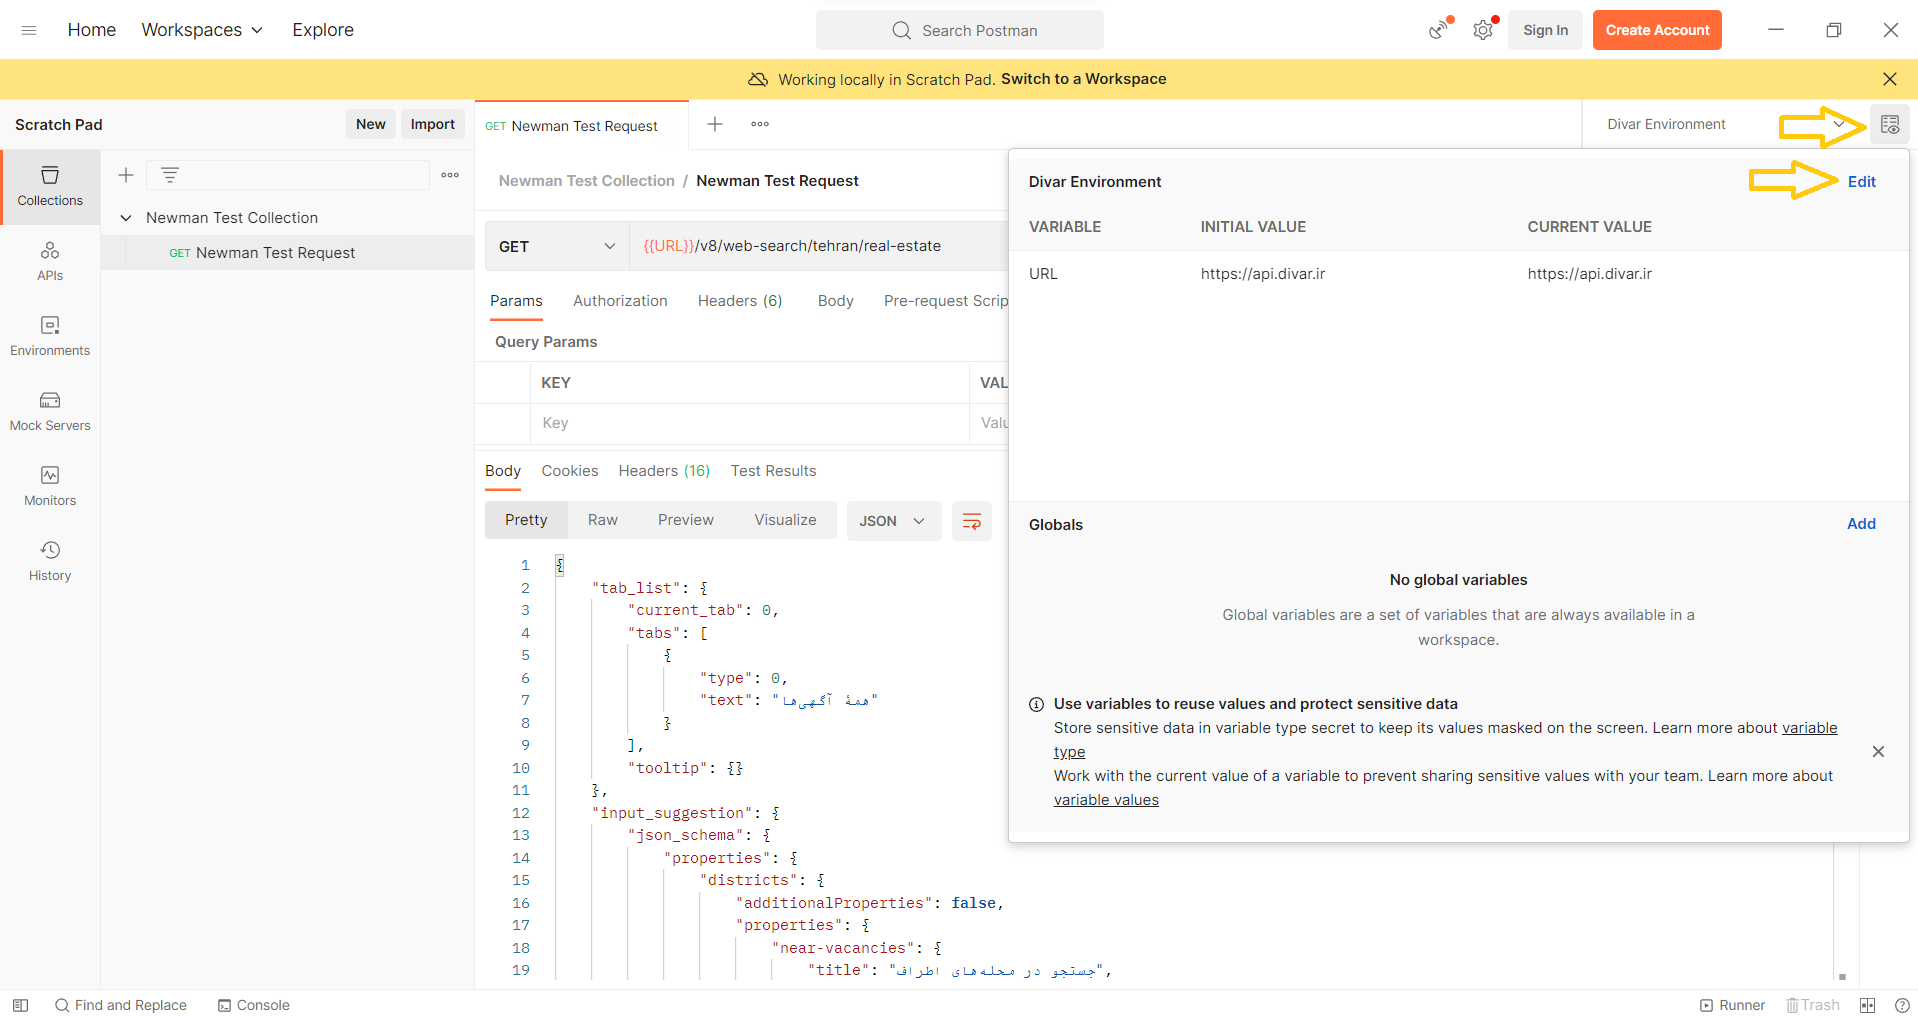 Home Workspaces Explore Search Postman Sign In Create Account
Working locally in Scratch Pad. Switch to a Workspace
Scratch Pad New Import
GET Newman Test Request
Divar Environment
Collections
APIs
Environments
Mock Servers
Monitors
History
Newman Test Collection
GET Newman Test Request
Newman Test Collection / Newman Test Request
GET {{URL}}/v8/web-search/tehran/real-estate
Params Authorization Headers (6) Body Pre-request Scrip
Query Params
KEY VAL
Key Valu
Body Cookies Headers (16) Test Results
Pretty Raw Preview Visualize JSON
1 {
2 "tab_list": {
3 "current_tab": 0,
4 "tabs": [
5 {
6 "type": 0,
7 "text": "همهٔ آگهی‌ها"
8 }
9 ],
10 "tooltip": {}
11 },
12 "input_suggestion": {
13 "json_schema": {
14 "properties": {
15 "districts": {
16 "additionalProperties": false,
17 "properties": {
18 "near-vacancies": {
19 "title": "جستجو در محله‌های اطراف",
Divar Environment Edit
VARIABLE INITIAL VALUE CURRENT VALUE
URL https://api.divar.ir https://api.divar.ir
Globals Add
No global variables
Global variables are a set of variables that are always available in a
workspace.
Use variables to reuse values and protect sensitive data
Store sensitive data in variable type secret to keep its values masked on the screen. Learn more about variable
type
Work with the current value of a variable to prevent sharing sensitive values with your team. Learn more about
variable values
Find and Replace Console Runner Trash